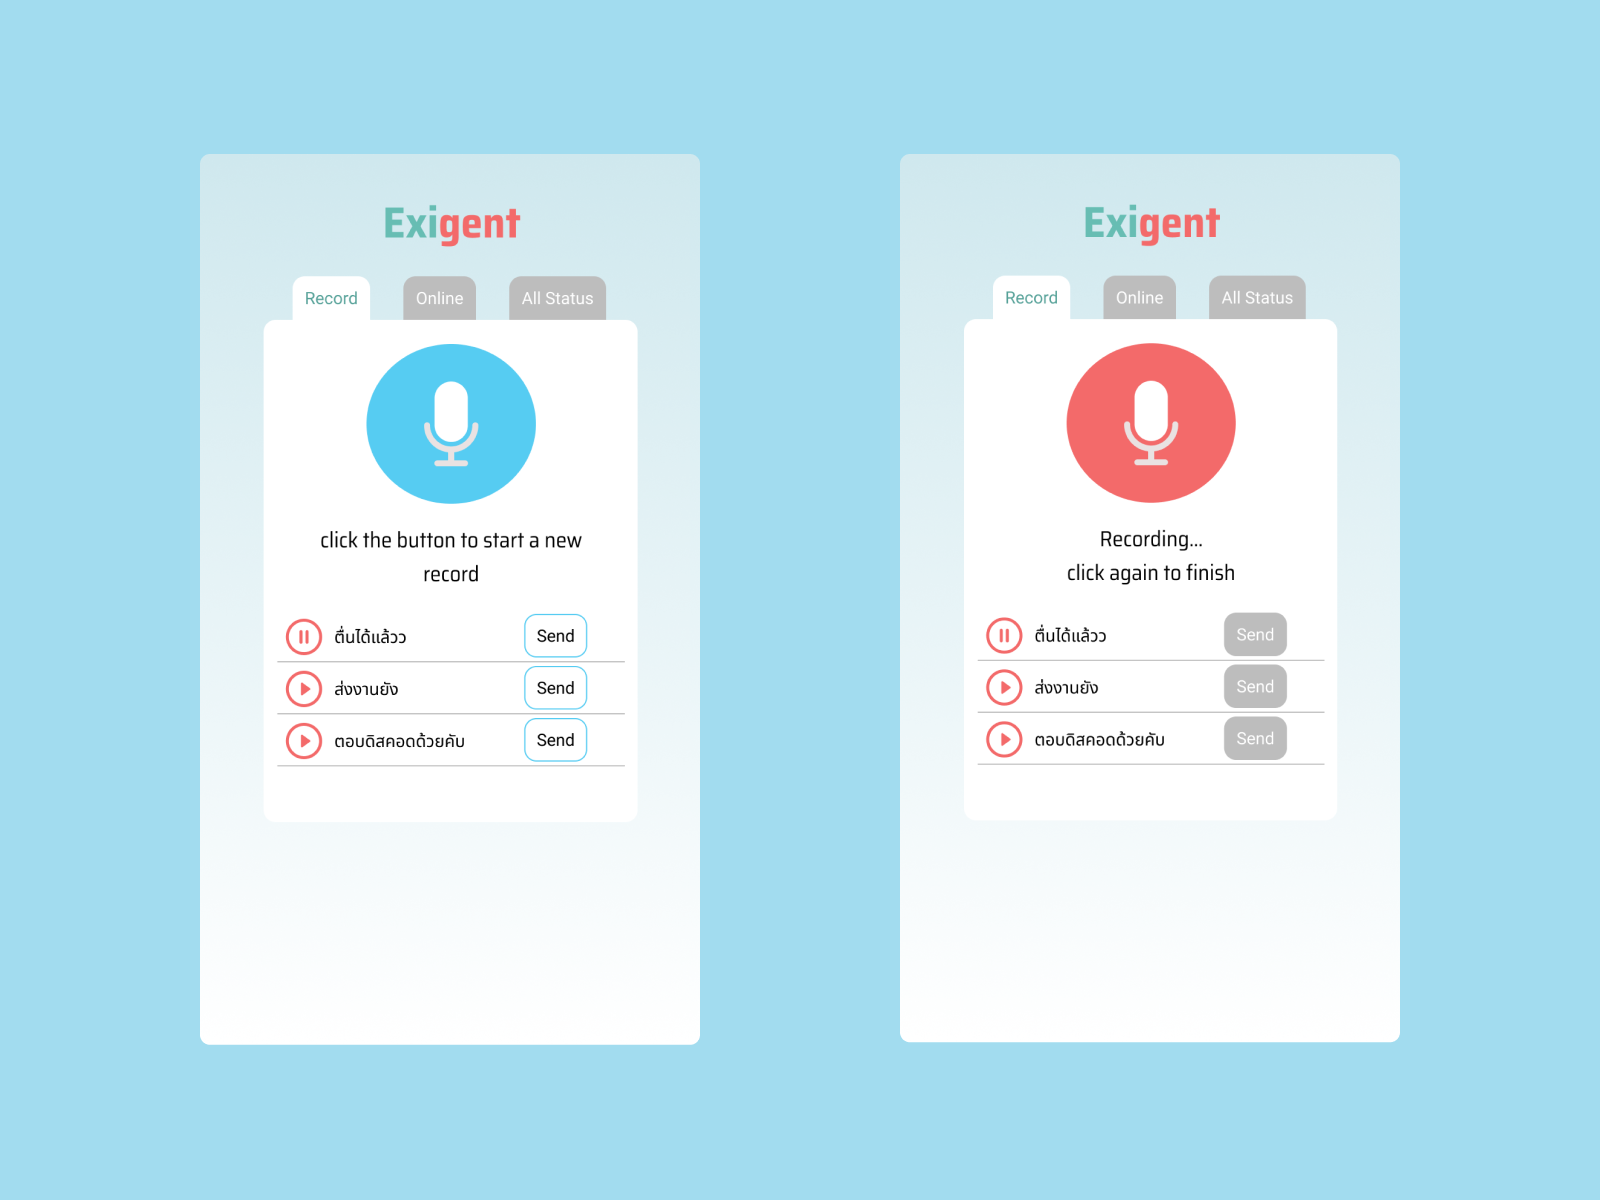 Exigent
Record
Online
All Status
click the button to start a new
record
ตื่นได้แล้วว
Send
ส่งงานยัง
Send
ตอบดิสคอดด้วยคับ
Send
Exigent
Record
Online
All Status
Recording...
click again to finish
ตื่นได้แล้วว
Send
ส่งงานยัง
Send
ตอบดิสคอดด้วยคับ
Send